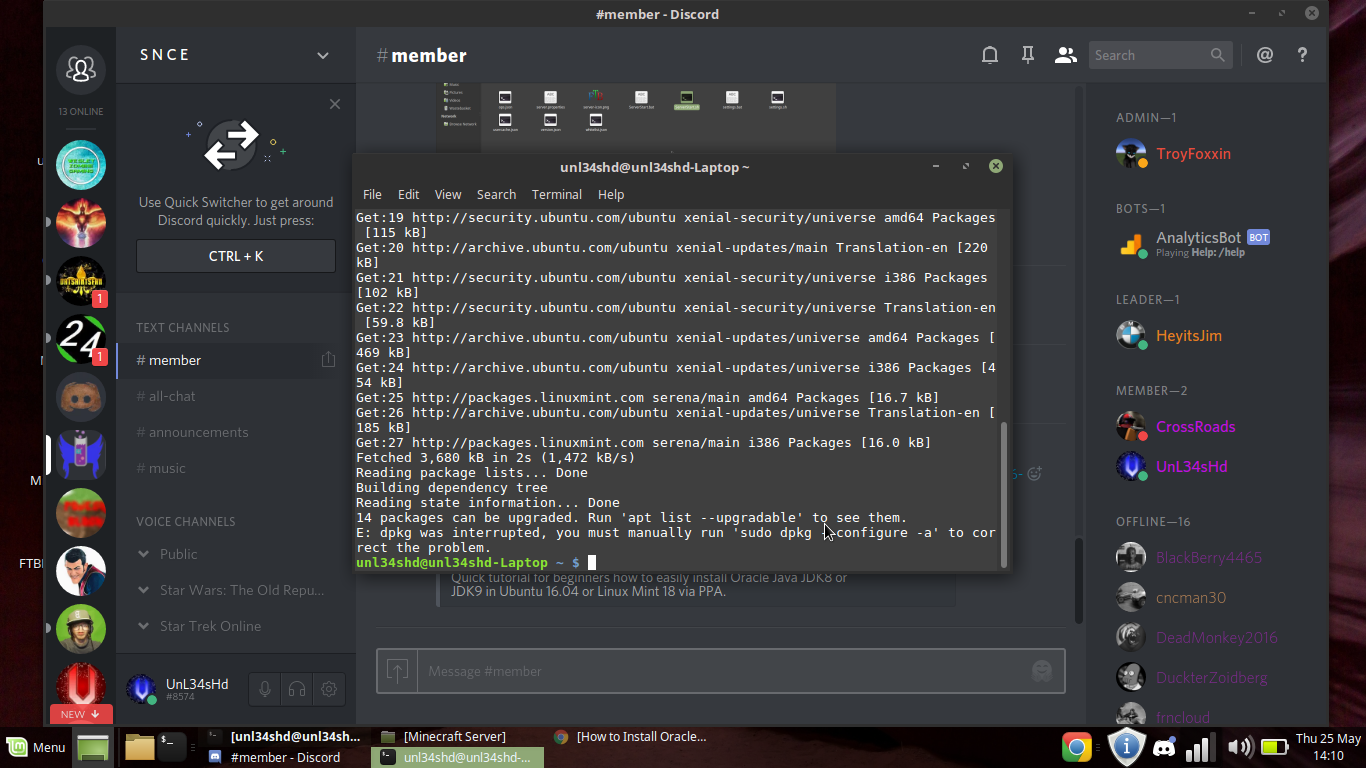 #member - Discord
SNCE
#member
Search
@
?
13 ONLINE
Use Quick Switcher to get around
Discord quickly. Just press:
CTRL + K
1
24
1
TEXT CHANNELS
# member
# all-chat
# announcements
# music
VOICE CHANNELS
Public
Star Wars: The Old Repu...
Star Trek Online
UnL34sHd
#8574
NEW
unl34shd@unl34shd-Laptop ~
File Edit View Search Terminal Help
Get:19 http://security.ubuntu.com/ubuntu xenial-security/universe amd64 Packages
[115 kB]
Get:20 http://archive.ubuntu.com/ubuntu xenial-updates/main Translation-en [220
kB]
Get:21 http://security.ubuntu.com/ubuntu xenial-security/universe i386 Packages
[102 kB]
Get:22 http://security.ubuntu.com/ubuntu xenial-security/universe Translation-en
[59.8 kB]
Get:23 http://archive.ubuntu.com/ubuntu xenial-updates/universe amd64 Packages [
469 kB]
Get:24 http://archive.ubuntu.com/ubuntu xenial-updates/universe i386 Packages [4
54 kB]
Get:25 http://packages.linuxmint.com serena/main amd64 Packages [16.7 kB]
Get:26 http://archive.ubuntu.com/ubuntu xenial-updates/universe Translation-en [
185 kB]
Get:27 http://packages.linuxmint.com serena/main i386 Packages [16.0 kB]
Fetched 3,680 kB in 2s (1,472 kB/s)
Reading package lists... Done
Building dependency tree
Reading state information... Done
14 packages can be upgraded. Run 'apt list --upgradable' to see them.
E: dpkg was interrupted, you must manually run 'sudo dpkg --configure -a' to cor
rect the problem.
unl34shd@unl34shd-Laptop ~ $
Quick tutorial for beginners how to easily install Oracle Java JDK8 or
JDK9 in Ubuntu 16.04 or Linux Mint 18 via PPA.
Message #member
ADMIN—1
TroyFoxxin
BOTS—1
AnalyticsBot BOT
Playing Help: /help
LEADER—1
HeyitsJim
MEMBER—2
CrossRoads
UnL34sHd
OFFLINE—16
BlackBerry4465
cncman30
DeadMonkey2016
DuckterZoidberg
frncloud
FTB
Menu
[unl34shd@unl34sh...
#member - Discord
[Minecraft Server]
unl34shd@unl34shd-...
[How to Install Oracle...
Thu 25 May
14:10